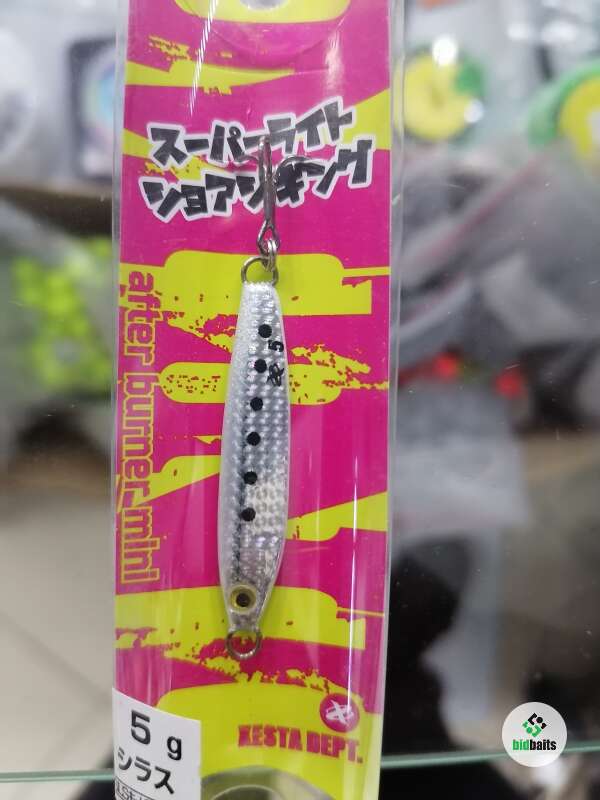 スーパーライト
ショアジギング
after burner mini
5
XESTA DEPT.
5g
シラス
bidbaits